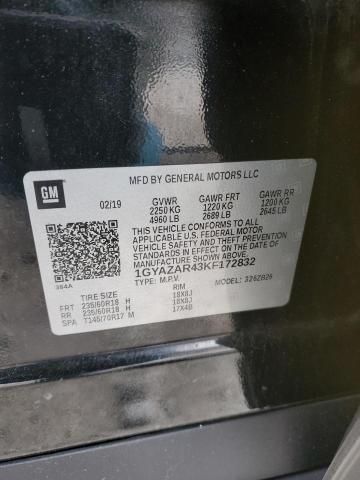 GM
MFD BY GENERAL MOTORS LLC
02/19 GVWR GAWR FRT GAWR RR
2250 KG 1220 KG 1200 KG
4960 LB 2689 LB 2645 LB
THIS VEHICLE CONFORMS TO ALL
APPLICABLE U.S. FEDERAL MOTOR
VEHICLE SAFETY AND THEFT
PREVENTION STANDARDS IN
EFFECT ON THE DATE OF
MANUFACTURE SHOWN ABOVE.
384A
1GYAZAR43KF172832
TYPE: M.P.V. MODEL: 326ZB26
TIRE SIZE RIM
FRT 235/60R18 H 18X8J
RR 235/60R18 H 18X8J
SPA T145/70R17 M 17X4B